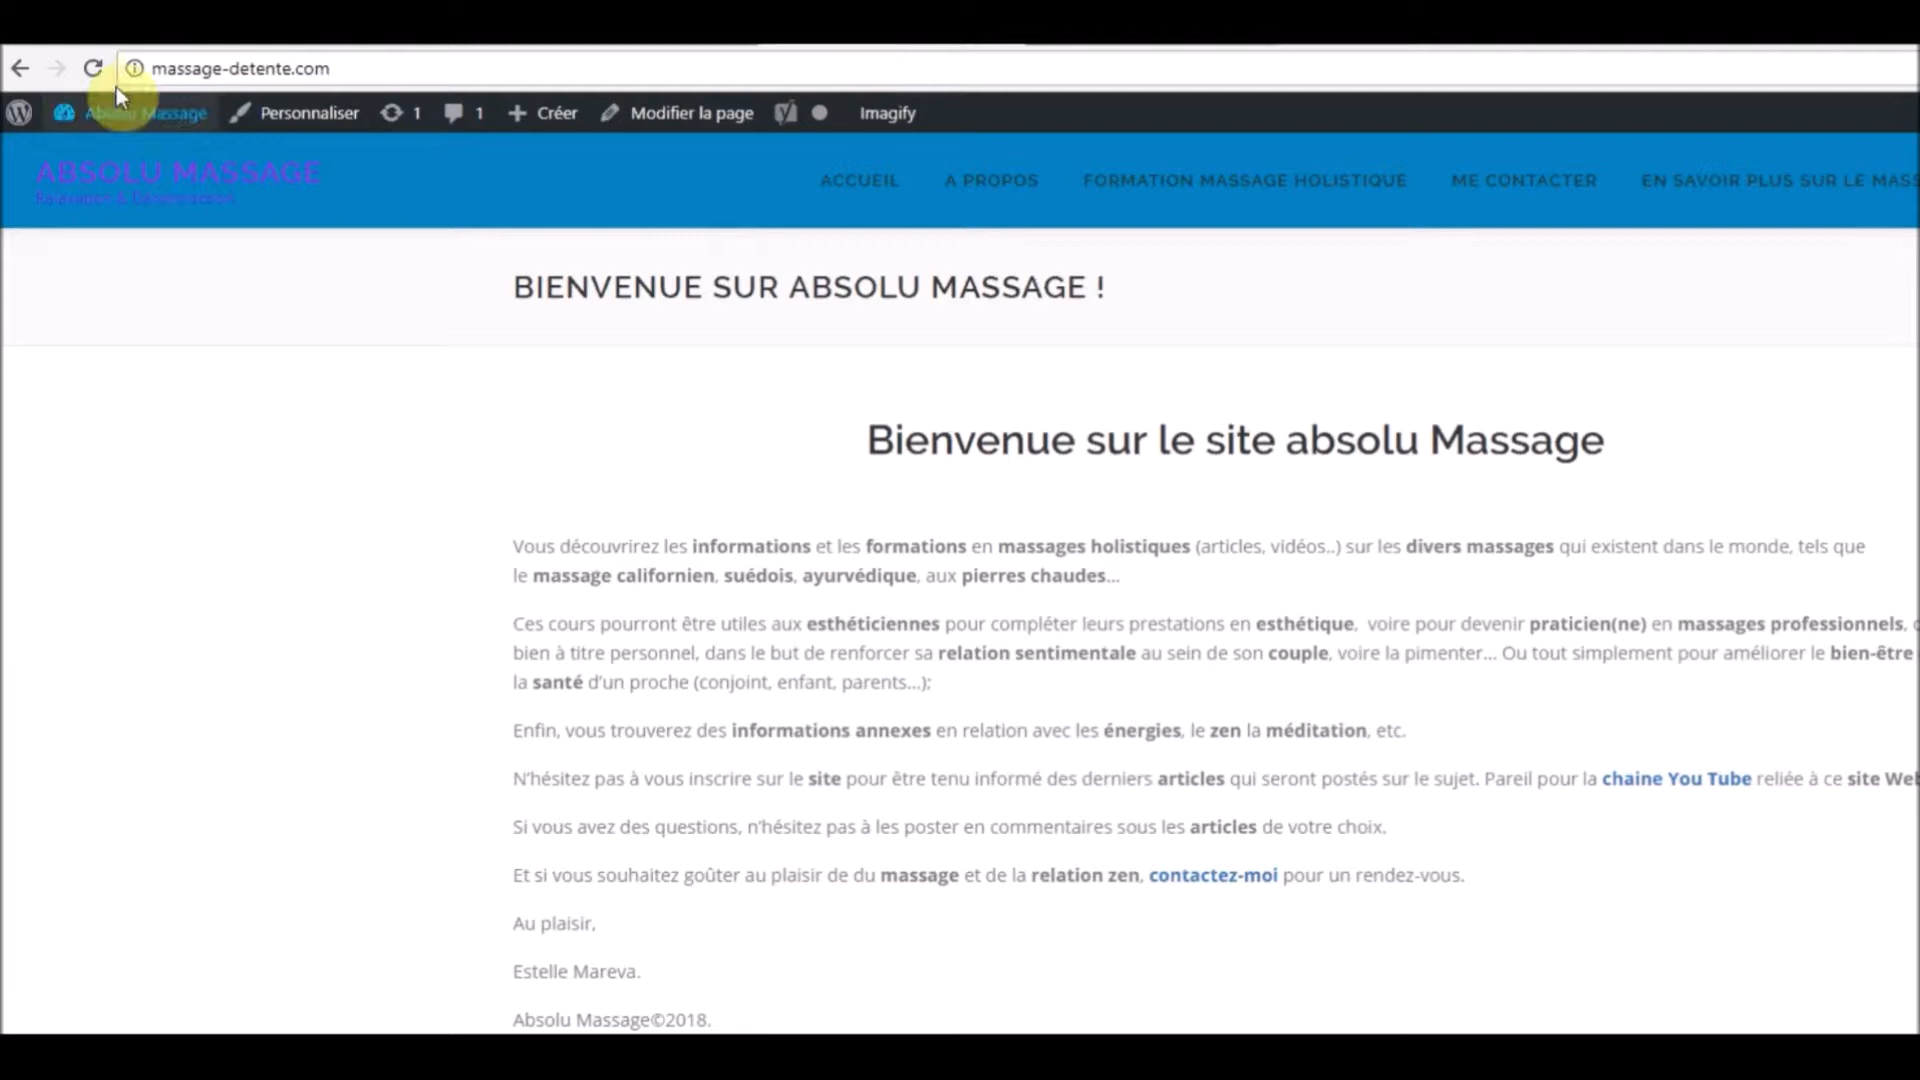 massage-detente.com
Absolu Massage Personnaliser 1 1 Créer Modifier la page Imagify
ABSOLU MASSAGE
Relaxation &
ACCUEIL A PROPOS FORMATION MASSAGE HOLISTIQUE ME CONTACTER EN SAVOIR PLUS SUR LE MASS
BIENVENUE SUR ABSOLU MASSAGE !
Bienvenue sur le site absolu Massage
Vous découvrirez les informations et les formations en massages holistiques (articles, vidéos..) sur les divers massages qui existent dans le monde, tels que
le massage californien, suédois, ayurvédique, aux pierres chaudes...
Ces cours pourront être utiles aux esthéticiennes pour compléter leurs prestations en esthétique, voire pour devenir praticien(ne) en massages professionnels,
bien à titre personnel, dans le but de renforcer sa relation sentimentale au sein de son couple, voire la pimenter... Ou tout simplement pour améliorer le bien-être
la santé d'un proche (conjoint, enfant, parents...);
Enfin, vous trouverez des informations annexes en relation avec les énergies, le zen la méditation, etc.
N'hésitez pas à vous inscrire sur le site pour être tenu informé des derniers articles qui seront postés sur le sujet. Pareil pour la chaine You Tube reliée à ce site Web
Si vous avez des questions, n'hésitez pas à les poster en commentaires sous les articles de votre choix.
Et si vous souhaitez goûter au plaisir de du massage et de la relation zen, contactez-moi pour un rendez-vous.
Au plaisir,
Estelle Mareva.
Absolu Massage©2018.